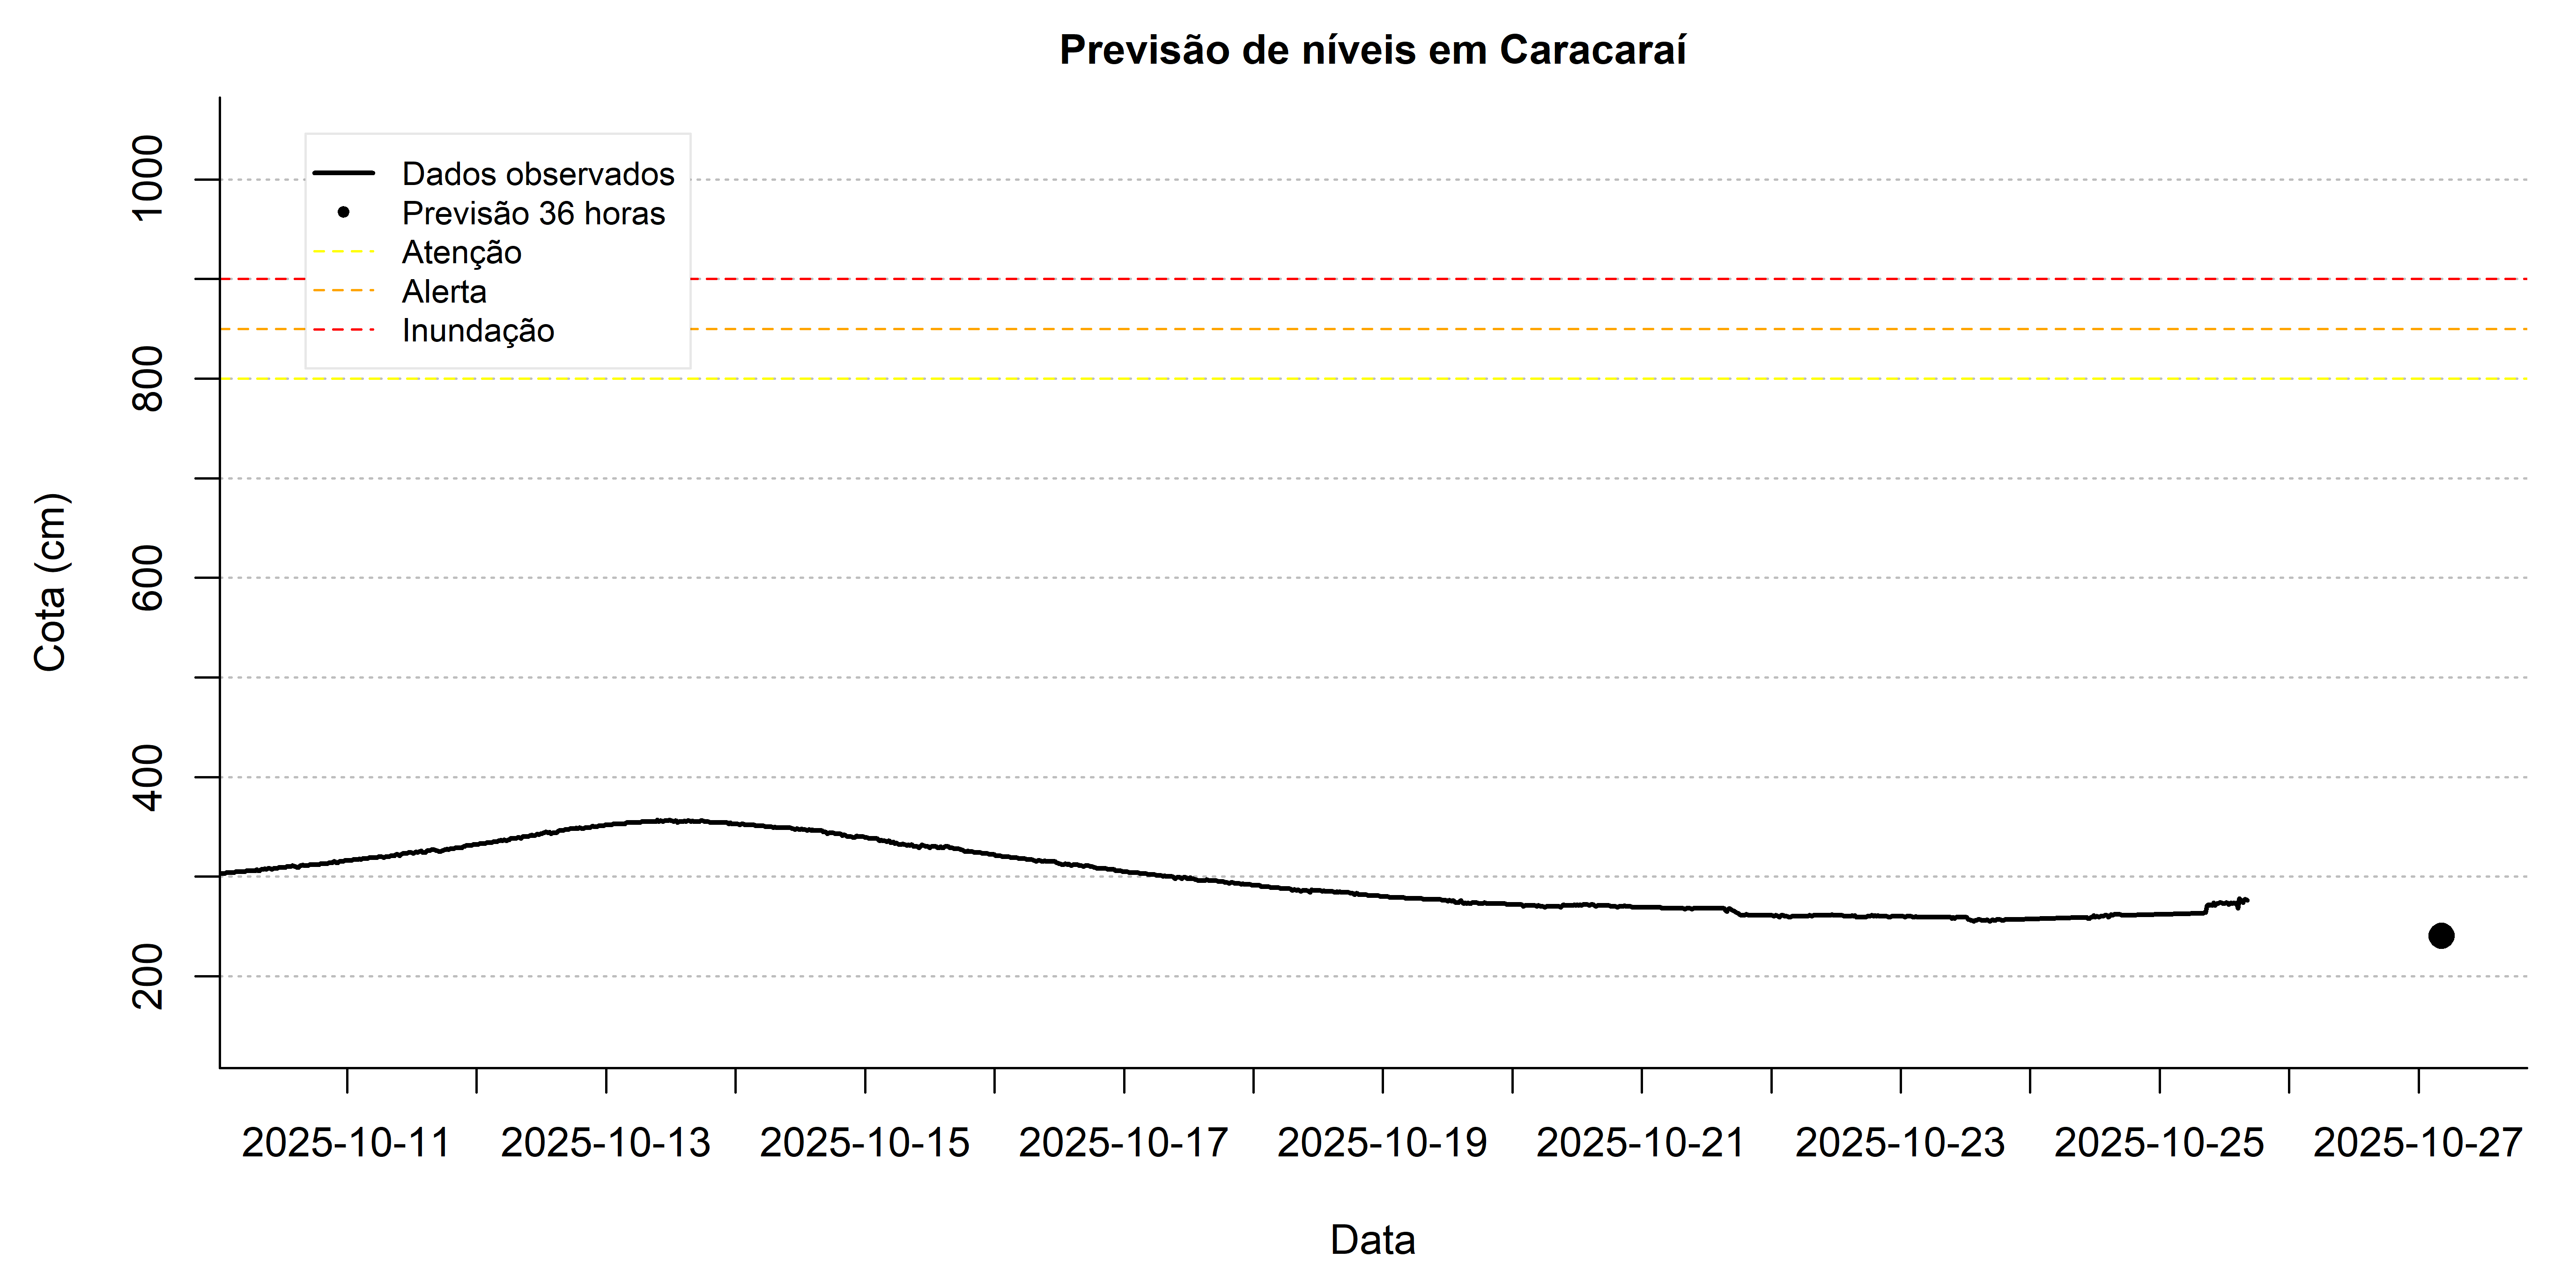 Previsão de níveis em Caracaraí
Dados observados
Previsão 36 horas
Atenção
Alerta
Inundação
Cota (cm)
1000
800
600
400
200
2025-10-11
2025-10-13
2025-10-15
2025-10-17
2025-10-19
2025-10-21
2025-10-23
2025-10-25
2025-10-27
Data